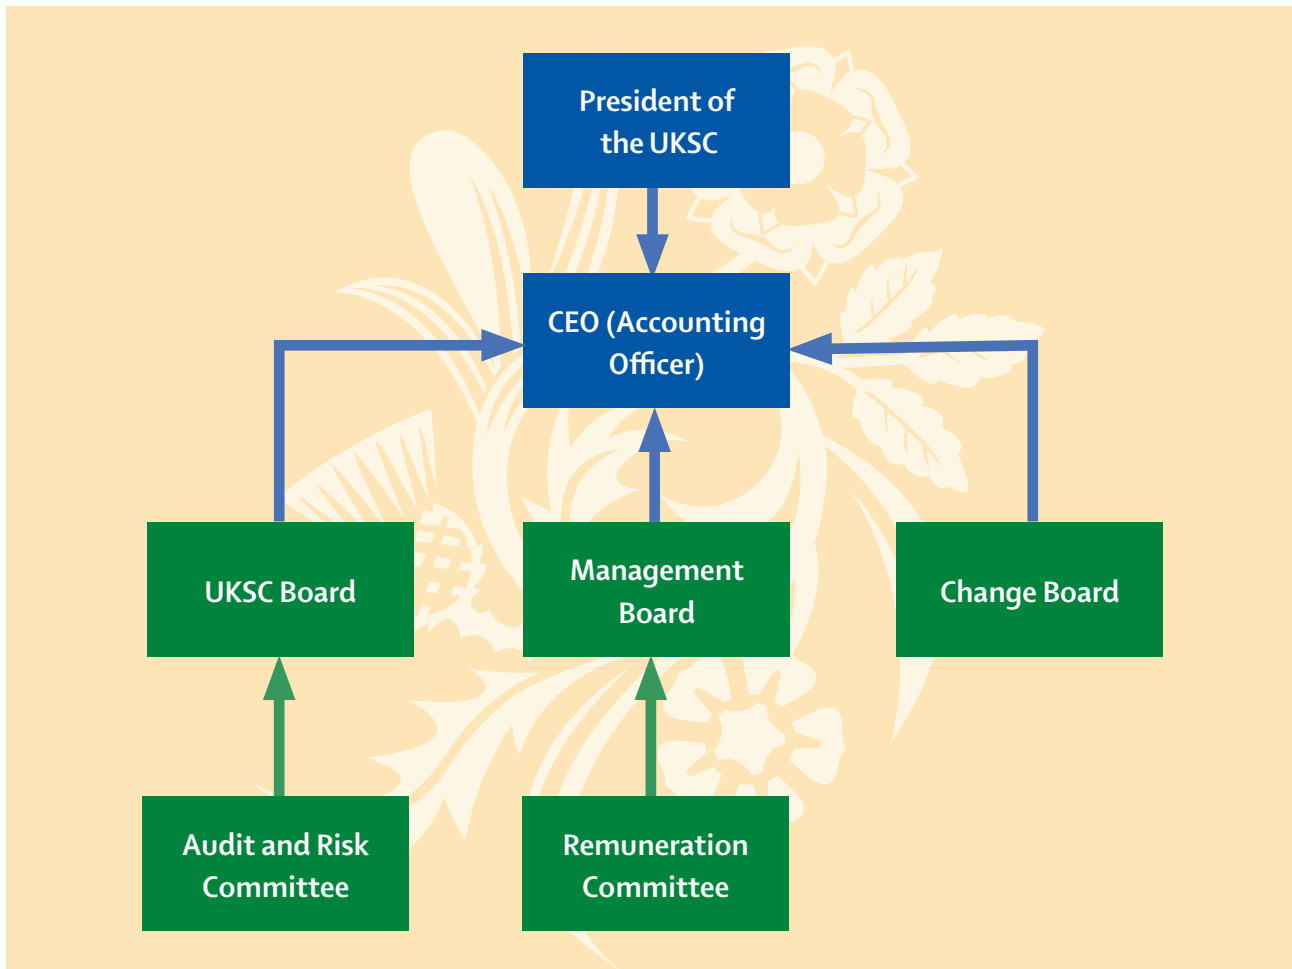 President of
the UKSC
CEO (Accounting
Officer)
UKSC Board
Management
Board
Change Board
Audit and Risk
Committee
Remuneration
Committee